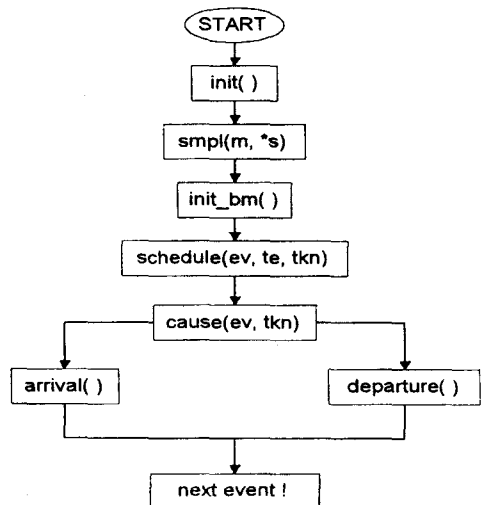 START
init( )
smpl(m, *s)
init_bm( )
schedule(ev, te, tkn)
cause(ev, tkn)
arrival( )
departure( )
next event !